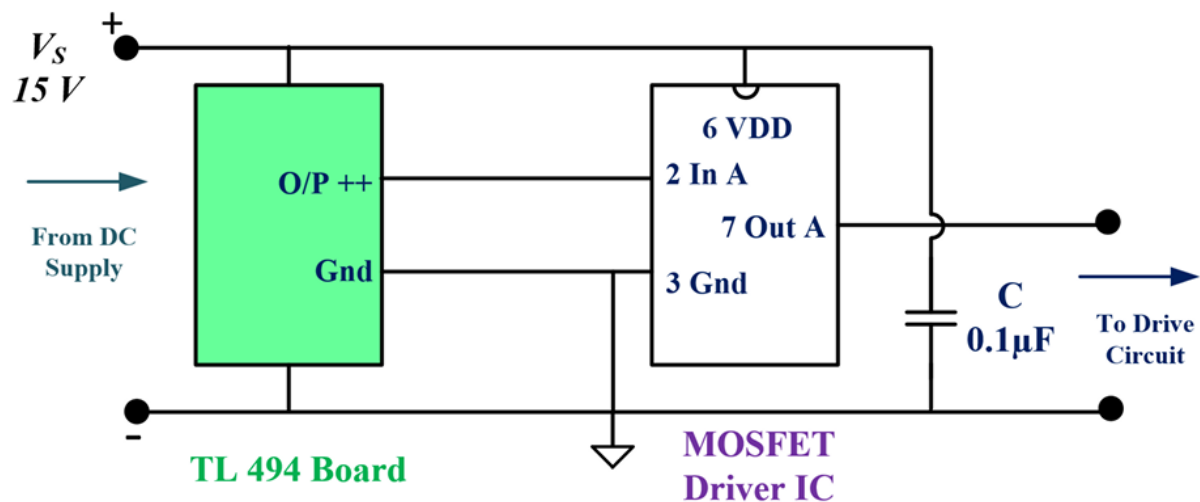 +
V_S
15 V
From DC
Supply
O/P ++
Gnd
-
TL 494 Board
6 VDD
2 In A
7 Out A
3 Gnd
MOSFET
Driver IC
C
0.1µF
To Drive
Circuit